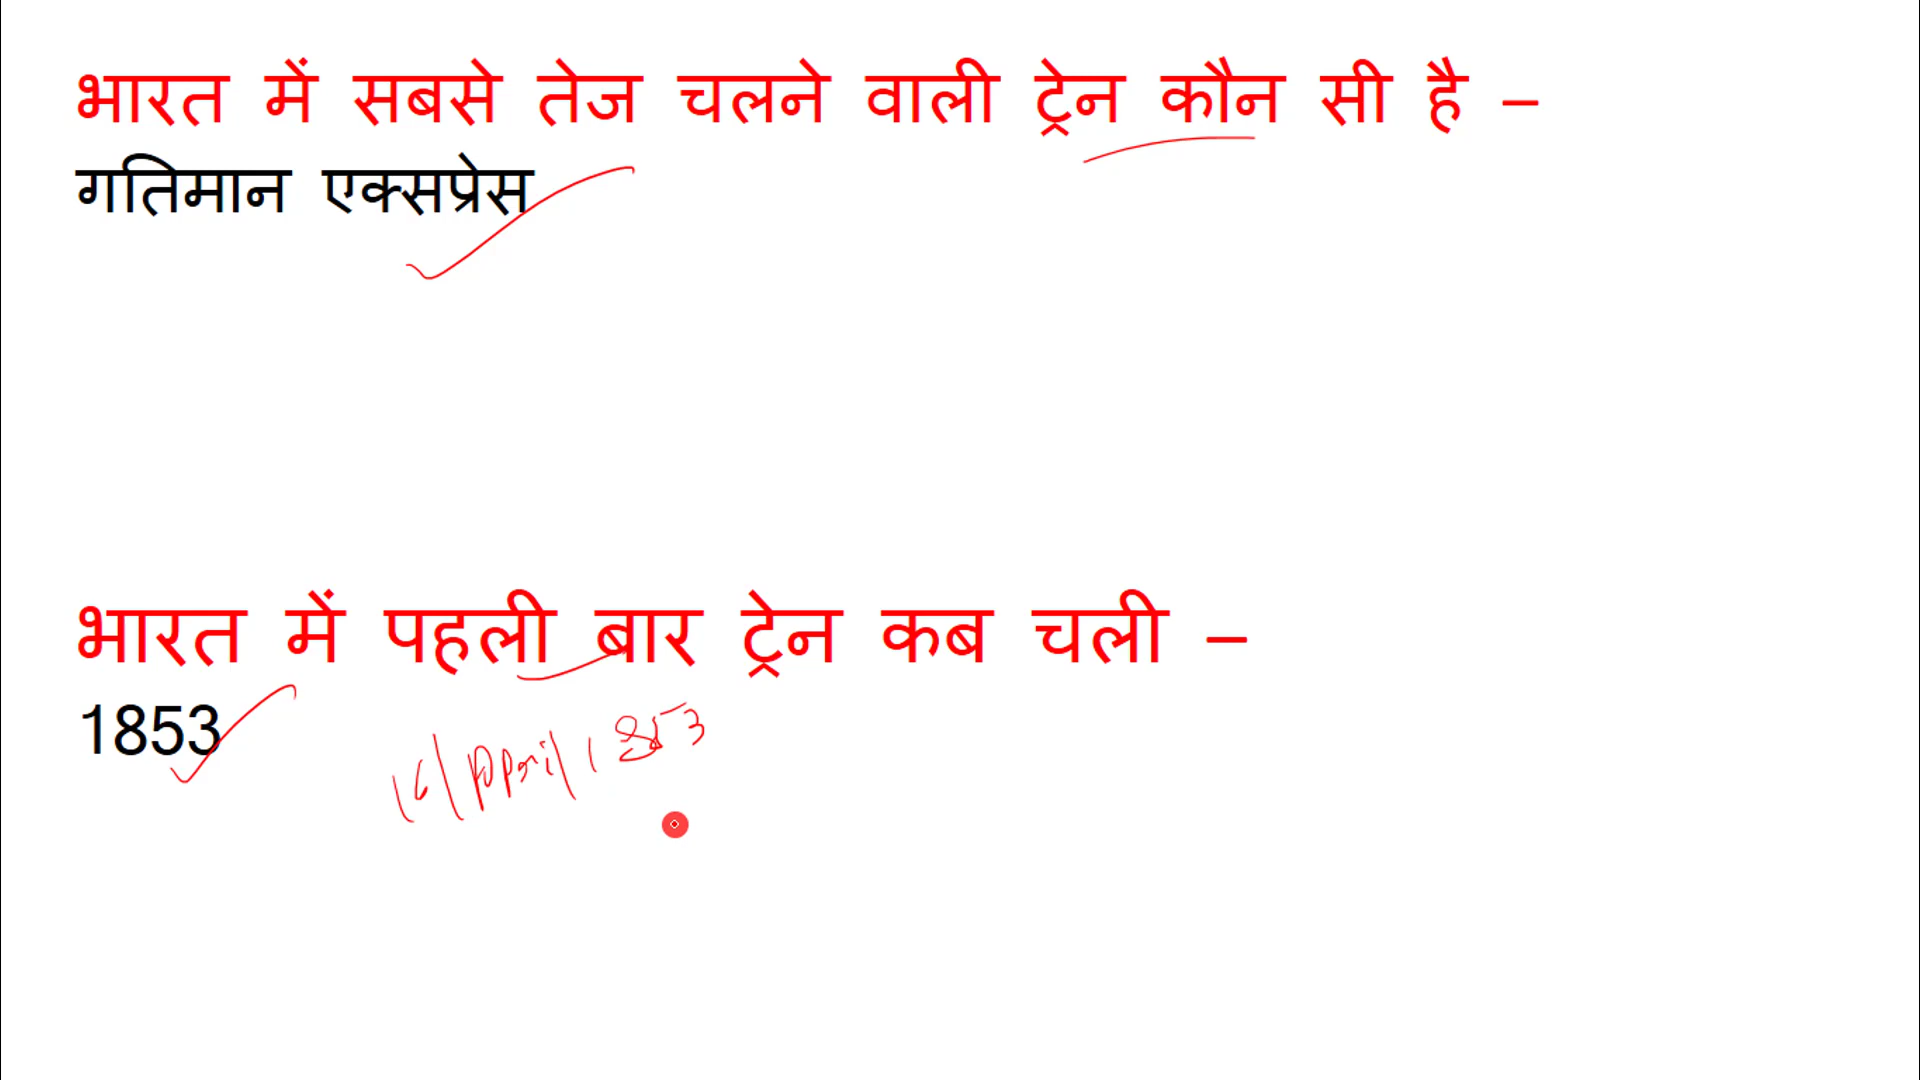 भारत में सबसे तेज चलने वाली ट्रेन कौन सी है –
गतिमान एक्सप्रेस
भारत में पहली बार ट्रेन कब चली –
1853
16/April/1853